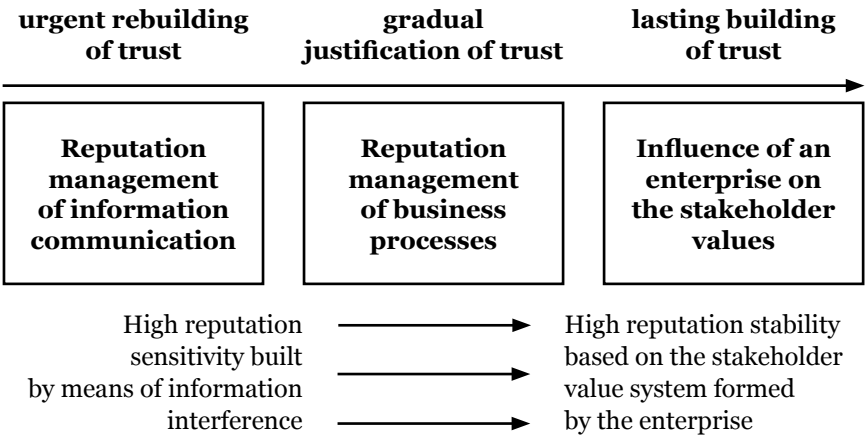 urgent rebuilding
of trust
gradual
justification of trust
lasting building
of trust
Reputation
management
of information
communication
Reputation
management
of business
processes
Influence of an
enterprise on
the stakeholder
values
High reputation
sensitivity built
by means of information
interference
High reputation stability
based on the stakeholder
value system formed
by the enterprise